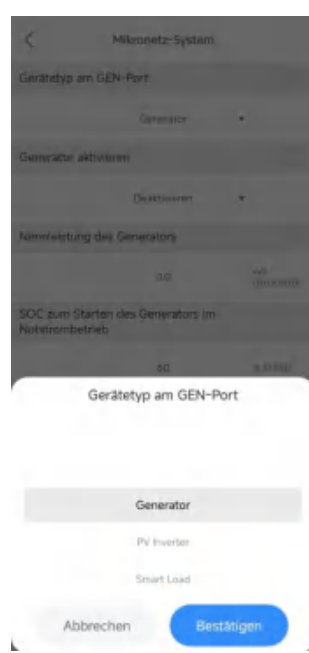 Mikronetz-System
Gerätetyp am GEN-Port
Generator
Generator aktivieren
Deaktivieren
Nennleistung des Generators
0.0
SOC zum Starten des Generators im
Notstrombetrieb
50
Gerätetyp am GEN-Port
Generator
PV Inverter
Smart Load
Abbrechen
Bestätigen